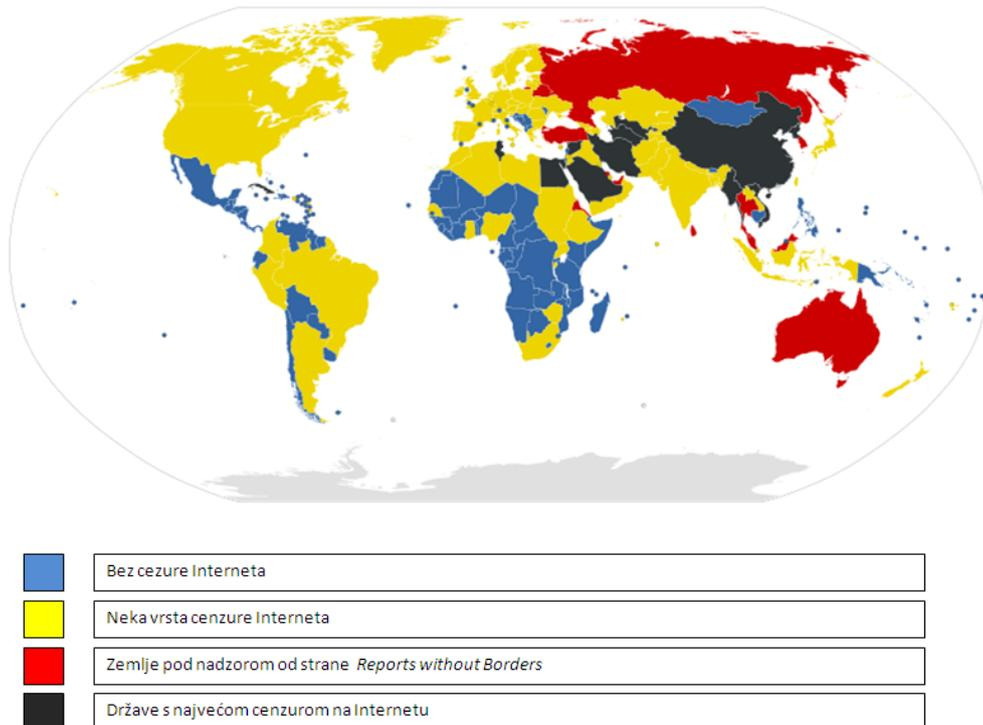 Bez cezure Interneta
Neka vrsta cenzure Interneta
Zemlje pod nadzorom od strane Reports without Borders
Države s najvećom cenzurom na Internetu